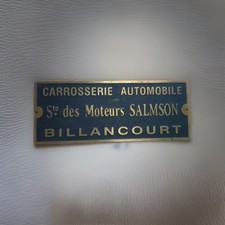 CARROSSERIE AUTOMOBILE
Sté des Moteurs SALMSON
BILLANCOURT